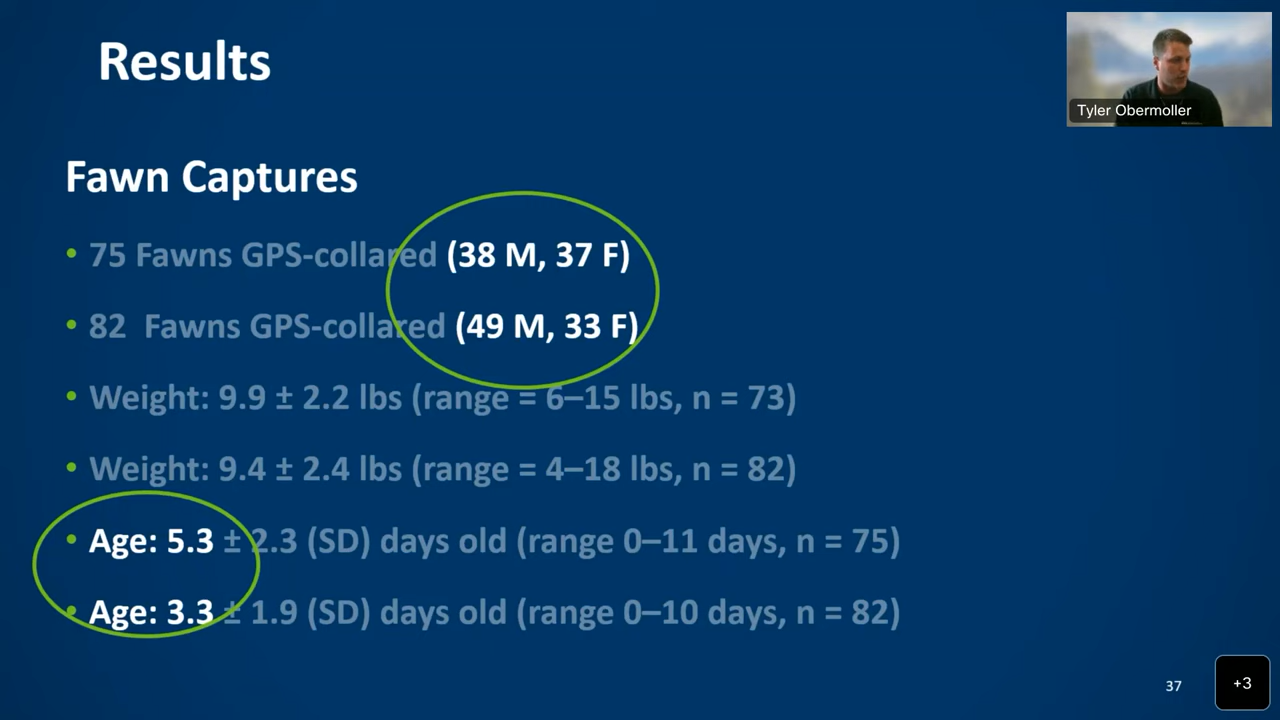 Results
Tyler Obermoller
Fawn Captures
• 75 Fawns GPS-collared (38 M, 37 F)
• 82 Fawns GPS-collared (49 M, 33 F)
• Weight: 9.9 ± 2.2 lbs (range = 6–15 lbs, n = 73)
• Weight: 9.4 ± 2.4 lbs (range = 4–18 lbs, n = 82)
• Age: 5.3 ± 2.3 (SD) days old (range 0–11 days, n = 75)
• Age: 3.3 ± 1.9 (SD) days old (range 0–10 days, n = 82)
37
+3